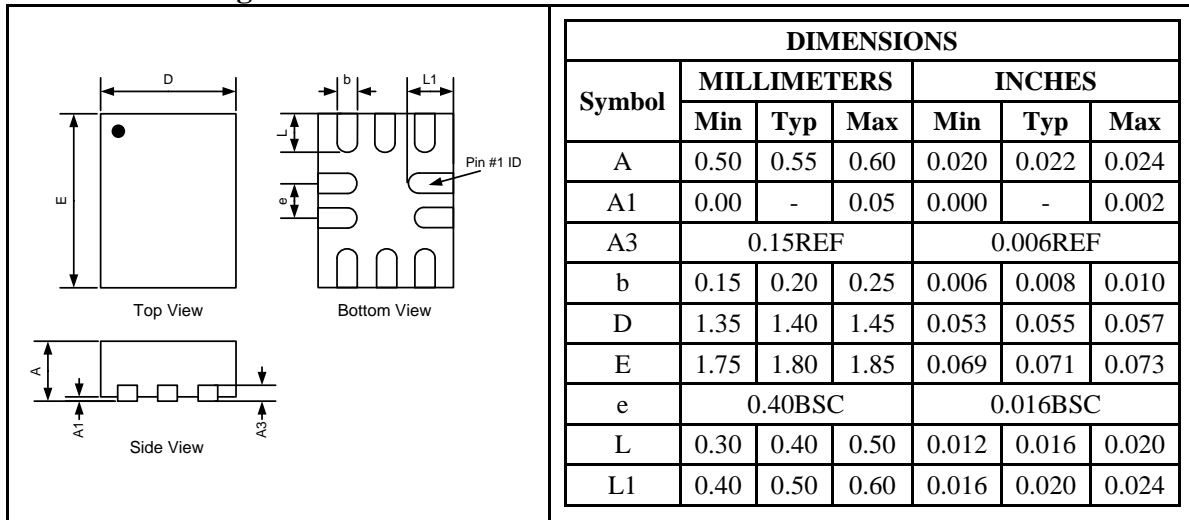 D
E
Top View
b
L1
L
e
Pin #1 ID
Bottom View
A
A1
A3
Side View
DIMENSIONS
Symbol MILLIMETERS INCHES
Min Typ Max Min Typ Max
A 0.50 0.55 0.60 0.020 0.022 0.024
A1 0.00 - 0.05 0.000 - 0.002
A3 0.15REF 0.006REF
b 0.15 0.20 0.25 0.006 0.008 0.010
D 1.35 1.40 1.45 0.053 0.055 0.057
E 1.75 1.80 1.85 0.069 0.071 0.073
e 0.40BSC 0.016BSC
L 0.30 0.40 0.50 0.012 0.016 0.020
L1 0.40 0.50 0.60 0.016 0.020 0.024